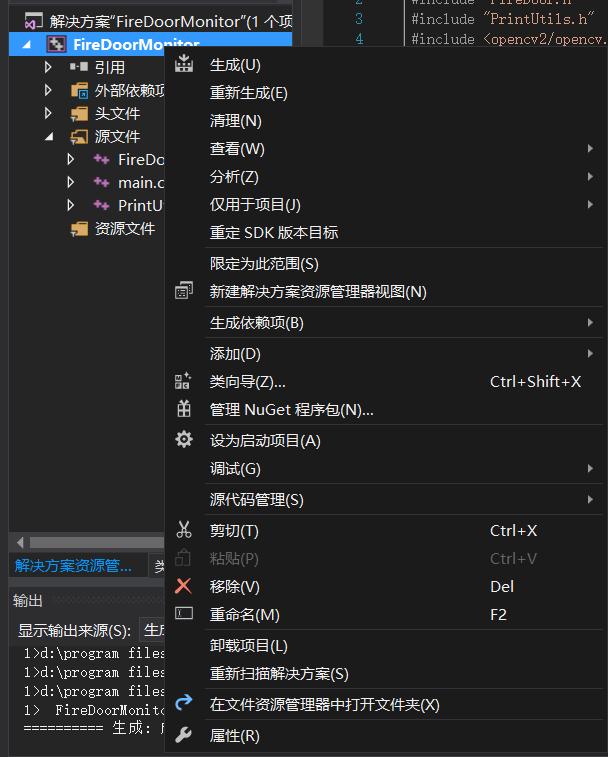 解决方案"FireDoorMonitor"(1 个项
FireDoorMonitor
引用
外部依赖项
头文件
源文件
FireDo
main.c
PrintU
资源文件
2 #include "FireDoor.h"
3 #include "PrintUtils.h"
4 #include <opencv2/opencv.
生成(U)
重新生成(E)
清理(N)
查看(W)
分析(Z)
仅用于项目(J)
重定 SDK 版本目标
限定为此范围(S)
新建解决方案资源管理器视图(N)
生成依赖项(B)
添加(D)
类向导(Z)... Ctrl+Shift+X
管理 NuGet 程序包(N)...
设为启动项目(A)
调试(G)
源代码管理(S)
剪切(T) Ctrl+X
粘贴(P) Ctrl+V
移除(V) Del
重命名(M) F2
卸载项目(L)
重新扫描解决方案(S)
在文件资源管理器中打开文件夹(X)
属性(R)
解决方案资源管... 类
输出
显示输出来源(S): 生成
1>d:\program files
1>d:\program files
1>d:\program files
1> FireDoorMonito
========== 生成: